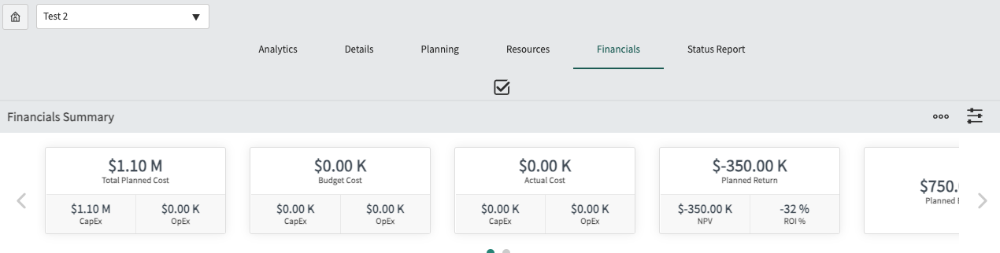 Test 2
Analytics Details Planning Resources Financials Status Report
Financials Summary
$1.10 M
Total Planned Cost
$1.10 M $0.00 K
CapEx OpEx
$0.00 K
Budget Cost
$0.00 K $0.00 K
CapEx OpEx
$0.00 K
Actual Cost
$0.00 K $0.00 K
CapEx OpEx
$-350.00 K
Planned Return
$-350.00 K -32 %
NPV ROI %
$750.
Planned